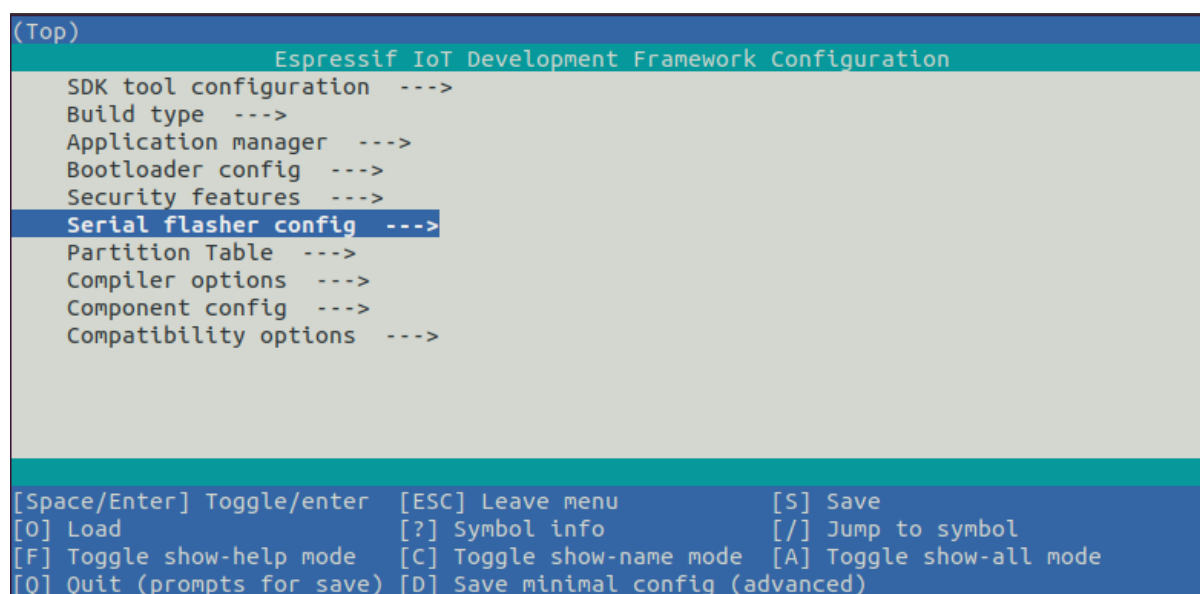 (Top)
Espressif IoT Development Framework Configuration
SDK tool configuration  --->
Build type  --->
Application manager  --->
Bootloader config  --->
Security features  --->
Serial flasher config  --->
Partition Table  --->
Compiler options  --->
Component config  --->
Compatibility options  --->
[Space/Enter] Toggle/enter  [ESC] Leave menu  [S] Save
[O] Load  [?] Symbol info  [/] Jump to symbol
[F] Toggle show-help mode  [C] Toggle show-name mode  [A] Toggle show-all mode
[Q] Quit (prompts for save)  [D] Save minimal config (advanced)